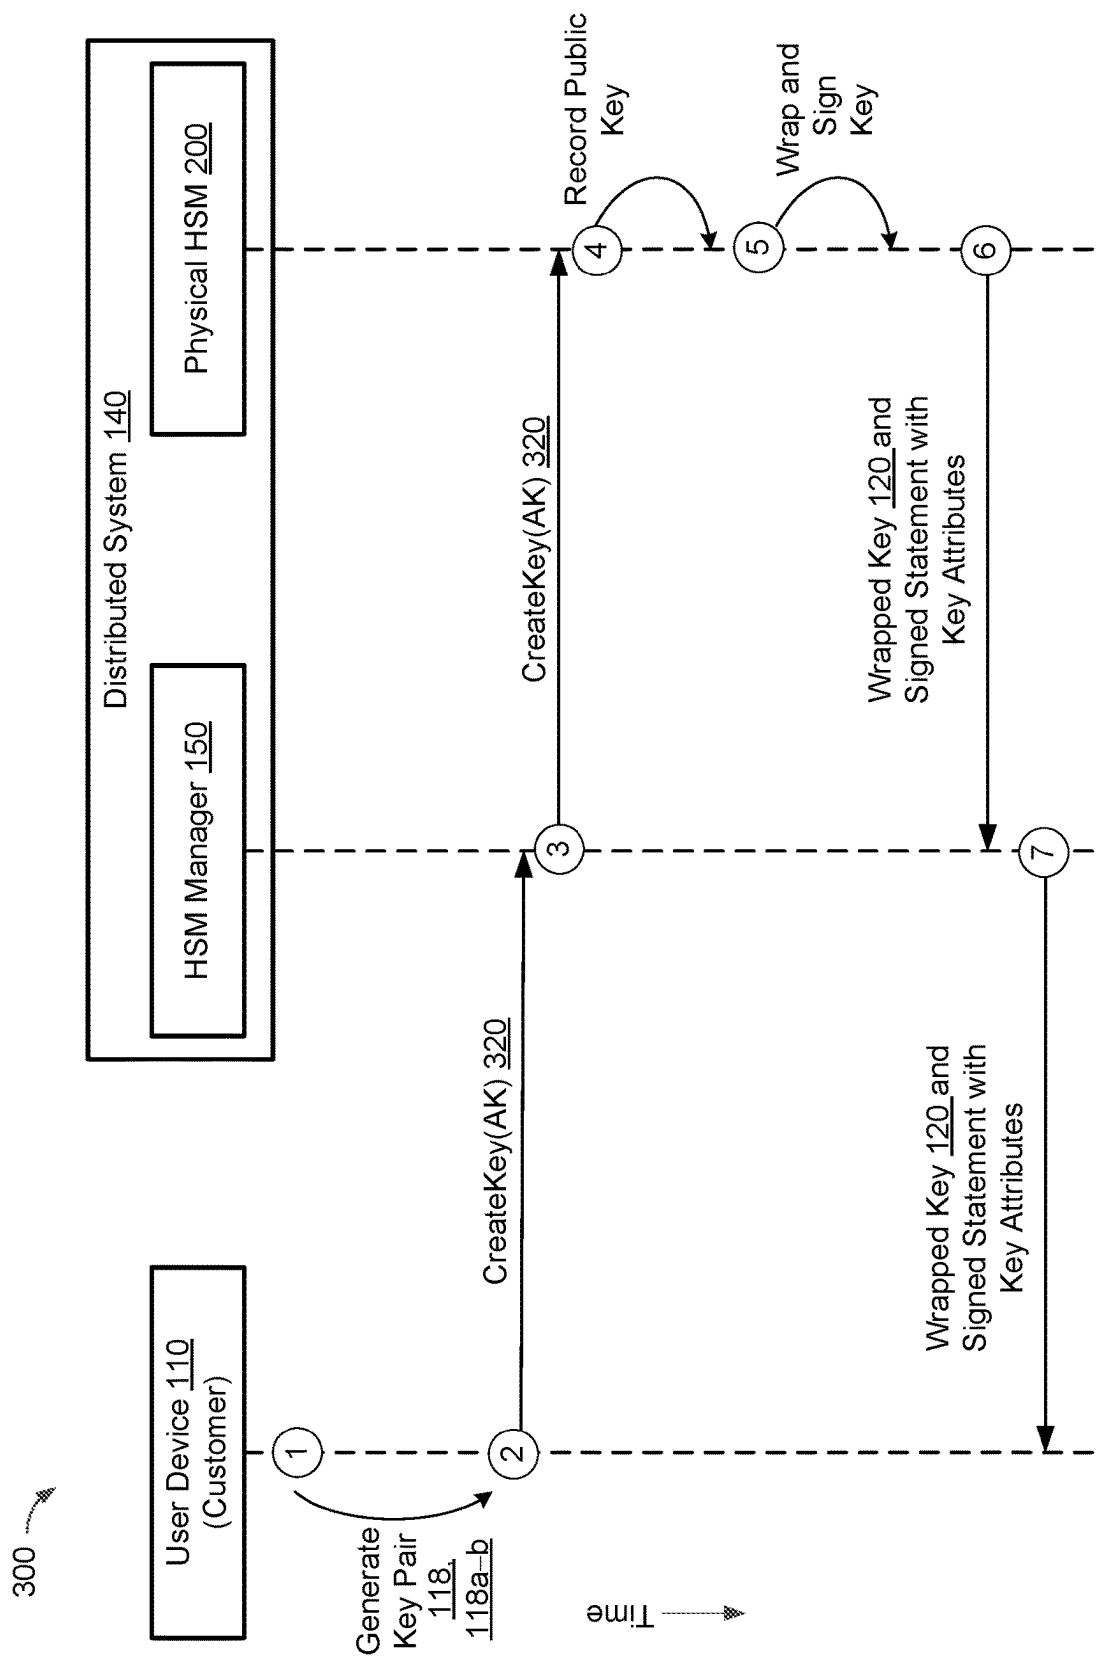 300
Distributed System 140
User Device 110
(Customer)
HSM Manager 150
Physical HSM 200
1
Generate
Key Pair
118,
118a-b
2
CreateKey(AK) 320
3
CreateKey(AK) 320
4
Record Public
Key
5
Wrap and
Sign
Key
6
Wrapped Key 120 and
Signed Statement with
Key Attributes
7
Wrapped Key 120 and
Signed Statement with
Key Attributes
Time